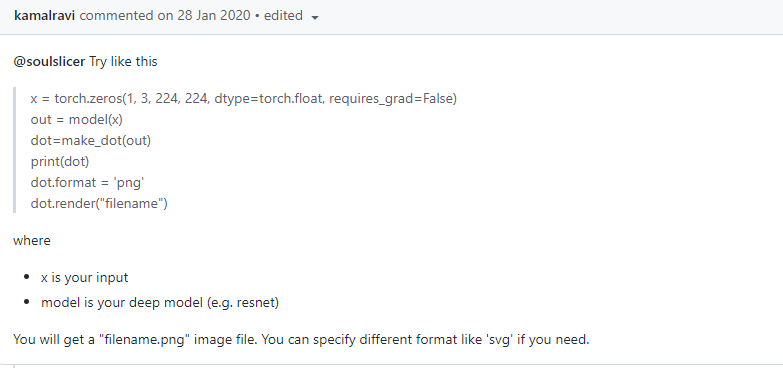 kamalravi commented on 28 Jan 2020 • edited
@soulslicer Try like this
x = torch.zeros(1, 3, 224, 224, dtype=torch.float, requires_grad=False)
out = model(x)
dot=make_dot(out)
print(dot)
dot.format = 'png'
dot.render("filename")
where
• x is your input
• model is your deep model (e.g. resnet)
You will get a "filename.png" image file. You can specify different format like 'svg' if you need.